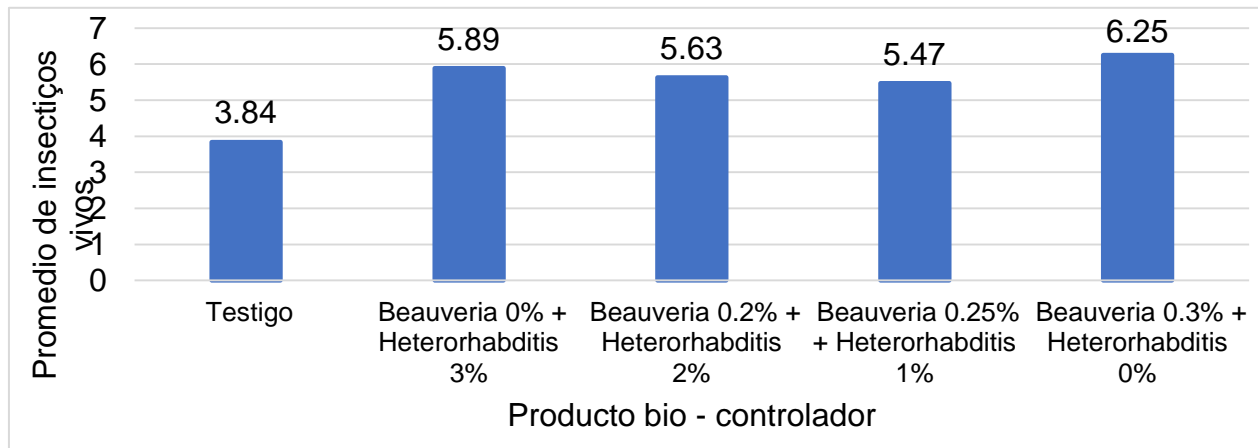 Promedio de insectiços
vivos
7
6
5
4
3
2
1
0
3.84
5.89
5.63
5.47
6.25
Testigo
Beauveria 0% +
Heterorhabditis
3%
Beauveria 0.2% +
Heterorhabditis
2%
Beauveria 0.25%
+ Heterorhabditis
1%
Beauveria 0.3% +
Heterorhabditis
0%
Producto bio - controlador